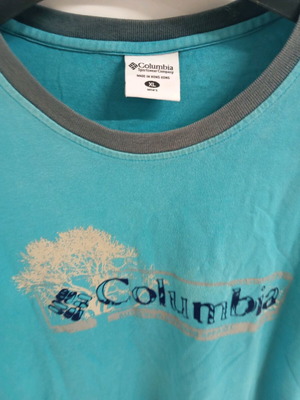 Columbia
Sportswear Company
MADE IN HONG KONG
XL
Columbia